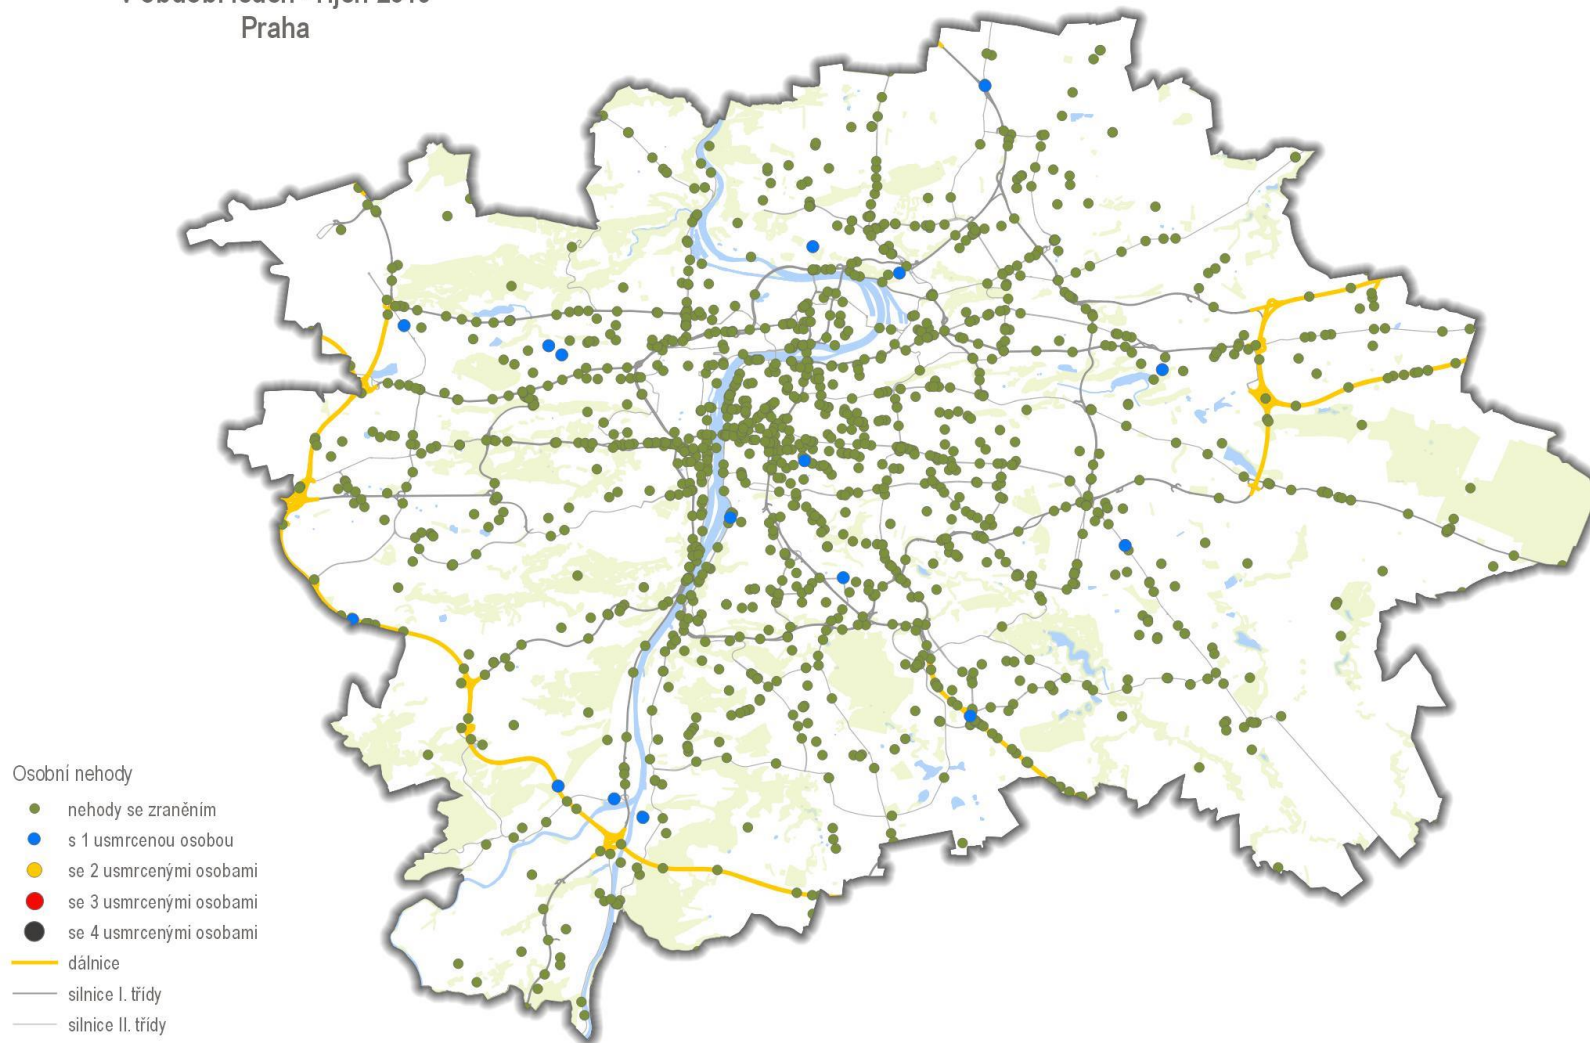 Praha
Osobní nehody
nehody se zraněním
s 1 usmrcenou osobou
se 2 usmrcenými osobami
se 3 usmrcenými osobami
se 4 usmrcenými osobami
dálnice
silnice I. třídy
silnice II. třídy